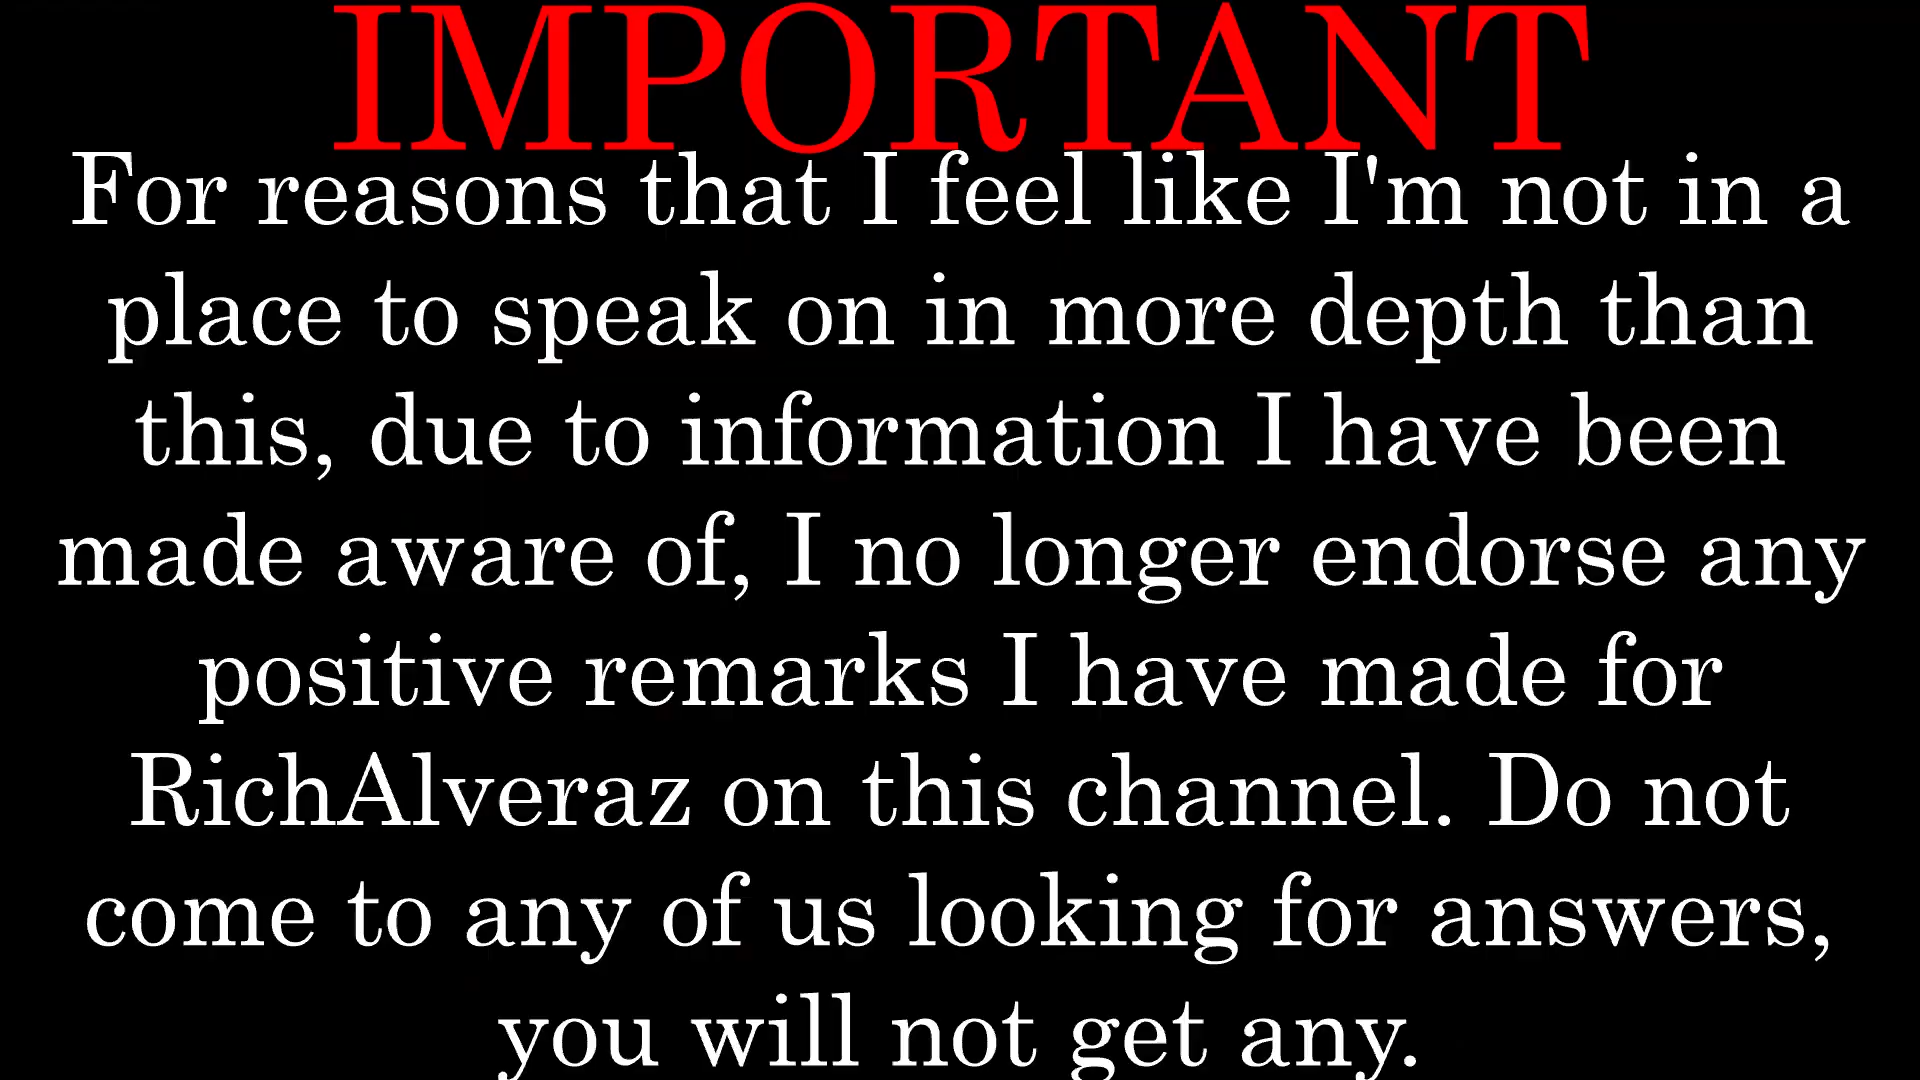 IMPORTANT
For reasons that I feel like I'm not in a
place to speak on in more depth than
this, due to information I have been
made aware of, I no longer endorse any
positive remarks I have made for
RichAlveraz on this channel. Do not
come to any of us looking for answers,
you will not get any.